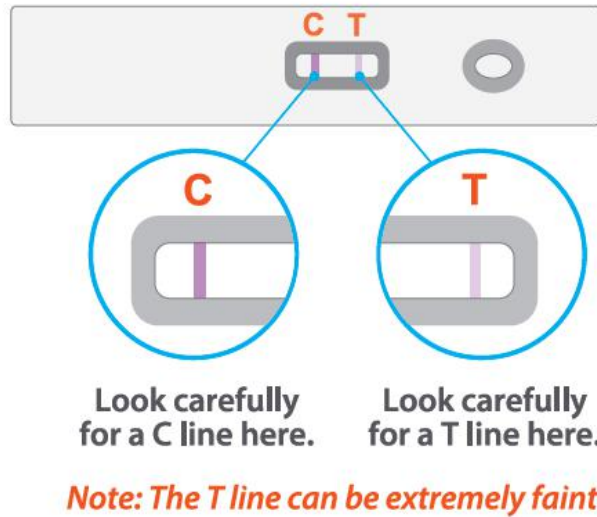 C T
C
T
Look carefully
for a C line here.
Look carefully
for a T line here.
Note: The T line can be extremely faint